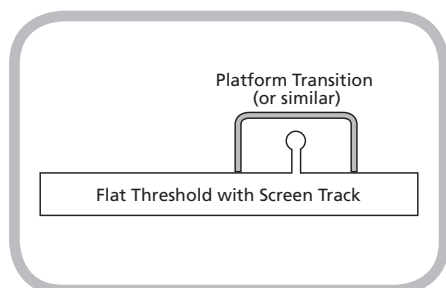 Platform Transition
(or similar)
Flat Threshold with Screen Track